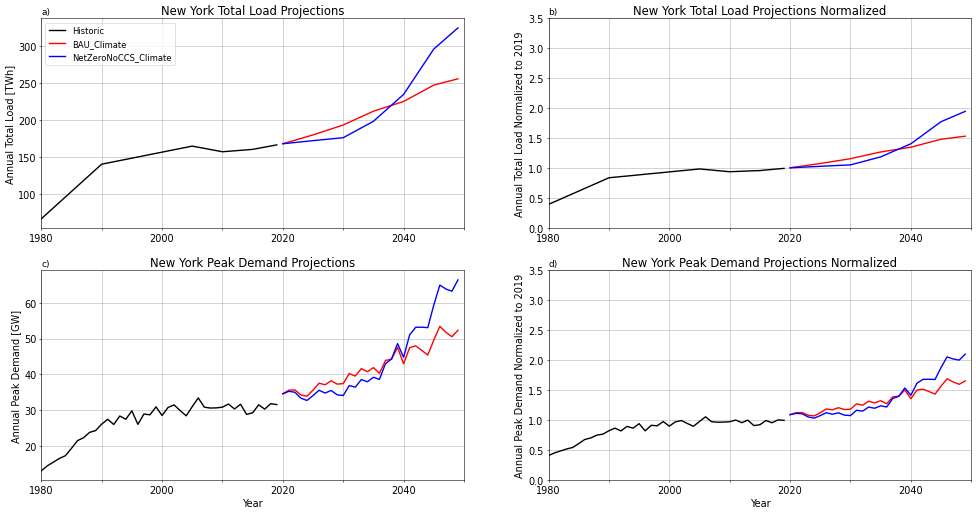 a)
New York Total Load Projections
Historic
BAU_Climate
NetZeroNoCCS_Climate
Annual Total Load [TWh]
300
250
200
150
100
1980
2000
2020
2040
b)
New York Total Load Projections Normalized
Annual Total Load Normalized to 2019
3.5
3.0
2.5
2.0
1.5
1.0
0.5
0.0
1980
2000
2020
2040
c)
New York Peak Demand Projections
Annual Peak Demand [GW]
60
50
40
30
20
1980
2000
2020
2040
Year
d)
New York Peak Demand Projections Normalized
Annual Peak Demand Normalized to 2019
3.5
3.0
2.5
2.0
1.5
1.0
0.5
0.0
1980
2000
2020
2040
Year